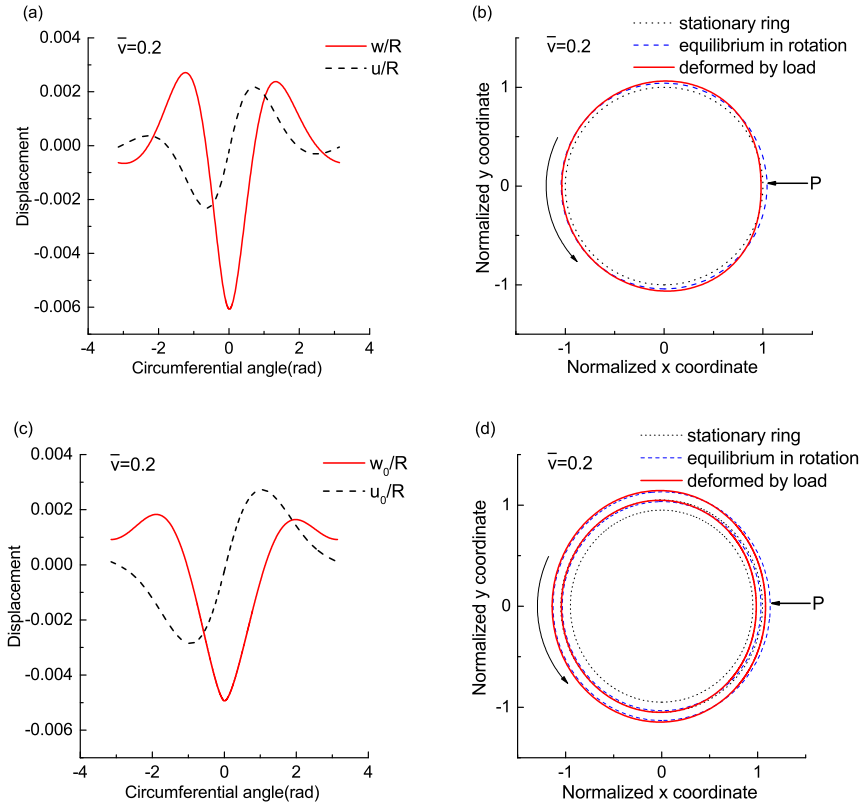 (a)
v̅=0.2
w/R
u/R
0.004
0.002
0.000
-0.002
-0.004
-0.006
Displacement
-4
-2
0
2
4
Circumferential angle(rad)
(b)
v̅=0.2
stationary ring
equilibrium in rotation
deformed by load
1
0
-1
Normalized y coordinate
P
-1
0
1
Normalized x coordinate
(c)
v̅=0.2
w₀/R
u₀/R
0.004
0.002
0.000
-0.002
-0.004
-0.006
Displacement
-4
-2
0
2
4
Circumferential angle(rad)
(d)
v̅=0.2
stationary ring
equilibrium in rotation
deformed by load
1
0
-1
Normalized y coordinate
P
-1
0
1
Normalized x coordinate